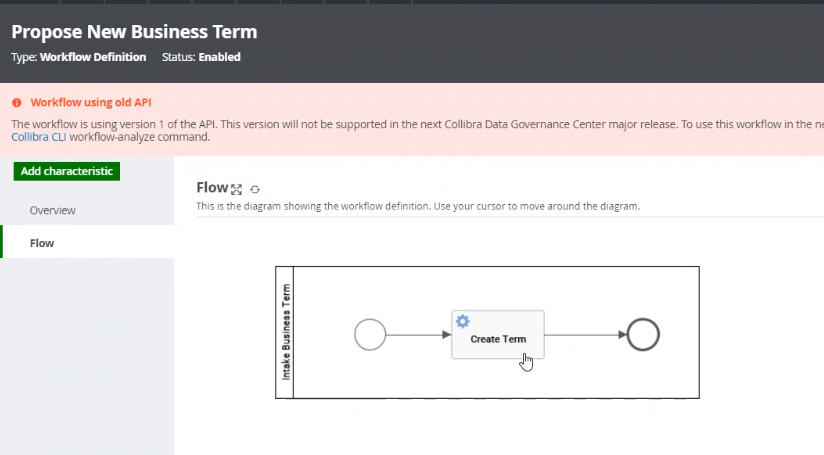 Propose New Business Term
Type: Workflow Definition Status: Enabled
Workflow using old API
The workflow is using version 1 of the API. This version will not be supported in the next Collibra Data Governance Center major release. To use this workflow in the
Collibra CLI workflow-analyze command.
Add characteristic
Overview
Flow
Flow
This is the diagram showing the workflow definition. Use your cursor to move around the diagram.
Intake Business Term
Create Term